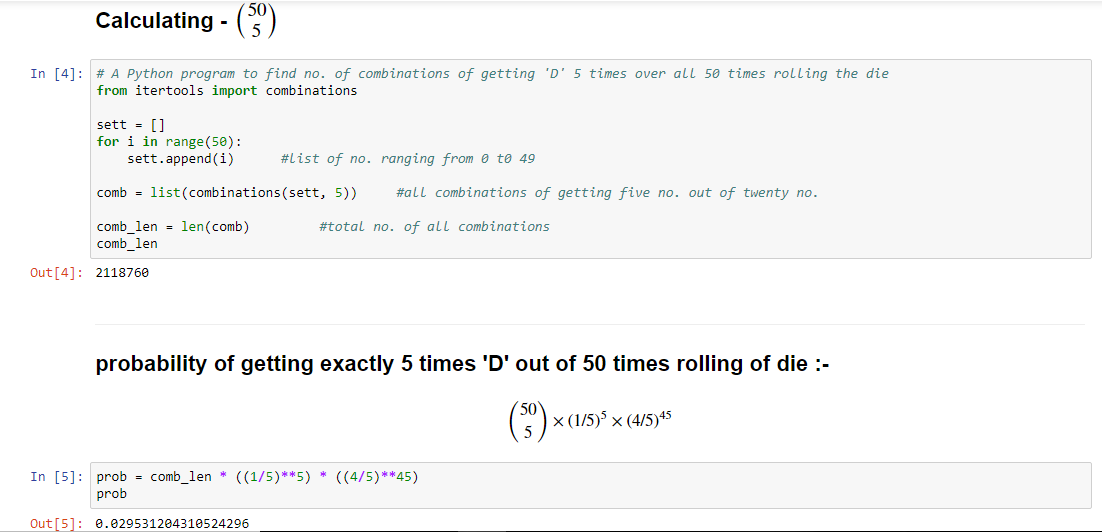 Calculating - (50 5)
In [4]: # A Python program to find no. of combinations of getting 'D' 5 times over all 50 times rolling the die
from itertools import combinations
sett = []
for i in range(50):
    sett.append(i)      #list of no. ranging from 0 t0 49
comb = list(combinations(sett, 5))     #all combinations of getting five no. out of twenty no.
comb_len = len(comb)         #total no. of all combinations
comb_len
Out[4]: 2118760
probability of getting exactly 5 times 'D' out of 50 times rolling of die :-
(50 5) × (1/5)⁵ × (4/5)⁴⁵
In [5]: prob = comb_len * ((1/5)**5) * ((4/5)**45)
prob
Out[5]: 0.029531204310524296